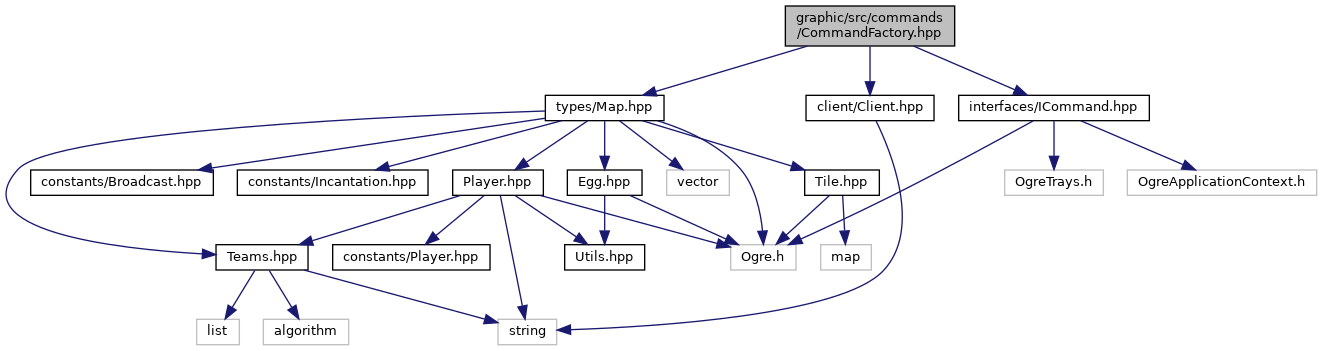 graphic/src/commands
/CommandFactory.hpp
types/Map.hpp
client/Client.hpp
interfaces/ICommand.hpp
constants/Broadcast.hpp
constants/Incantation.hpp
Player.hpp
Egg.hpp
vector
Tile.hpp
OgreTrays.h
OgreApplicationContext.h
Teams.hpp
constants/Player.hpp
Utils.hpp
Ogre.h
map
list
algorithm
string